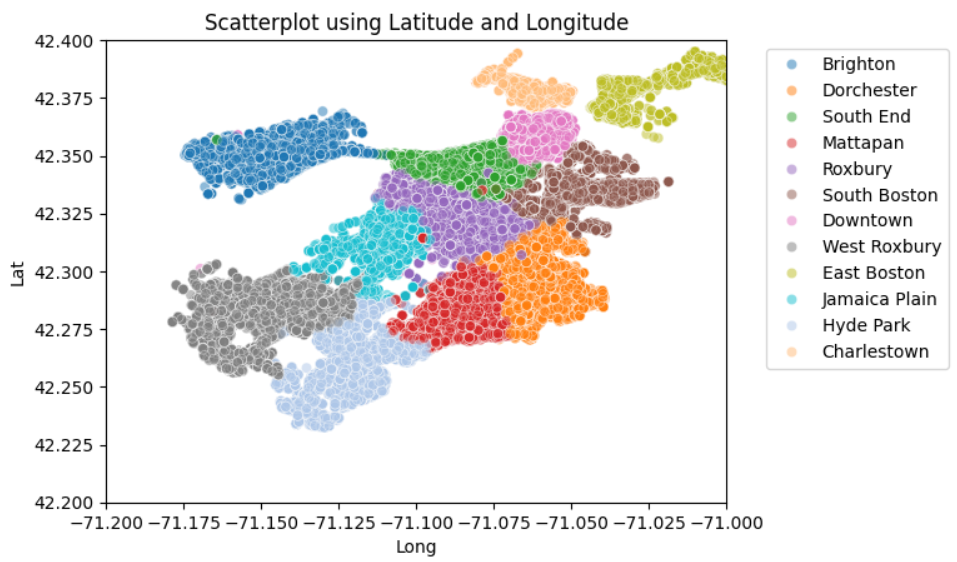 Scatterplot using Latitude and Longitude
42.400
42.375
42.350
42.325
42.300
42.275
42.250
42.225
42.200
Lat
−71.200 −71.175 −71.150 −71.125 −71.100 −71.075 −71.050 −71.025 −71.000
Long
Brighton
Dorchester
South End
Mattapan
Roxbury
South Boston
Downtown
West Roxbury
East Boston
Jamaica Plain
Hyde Park
Charlestown